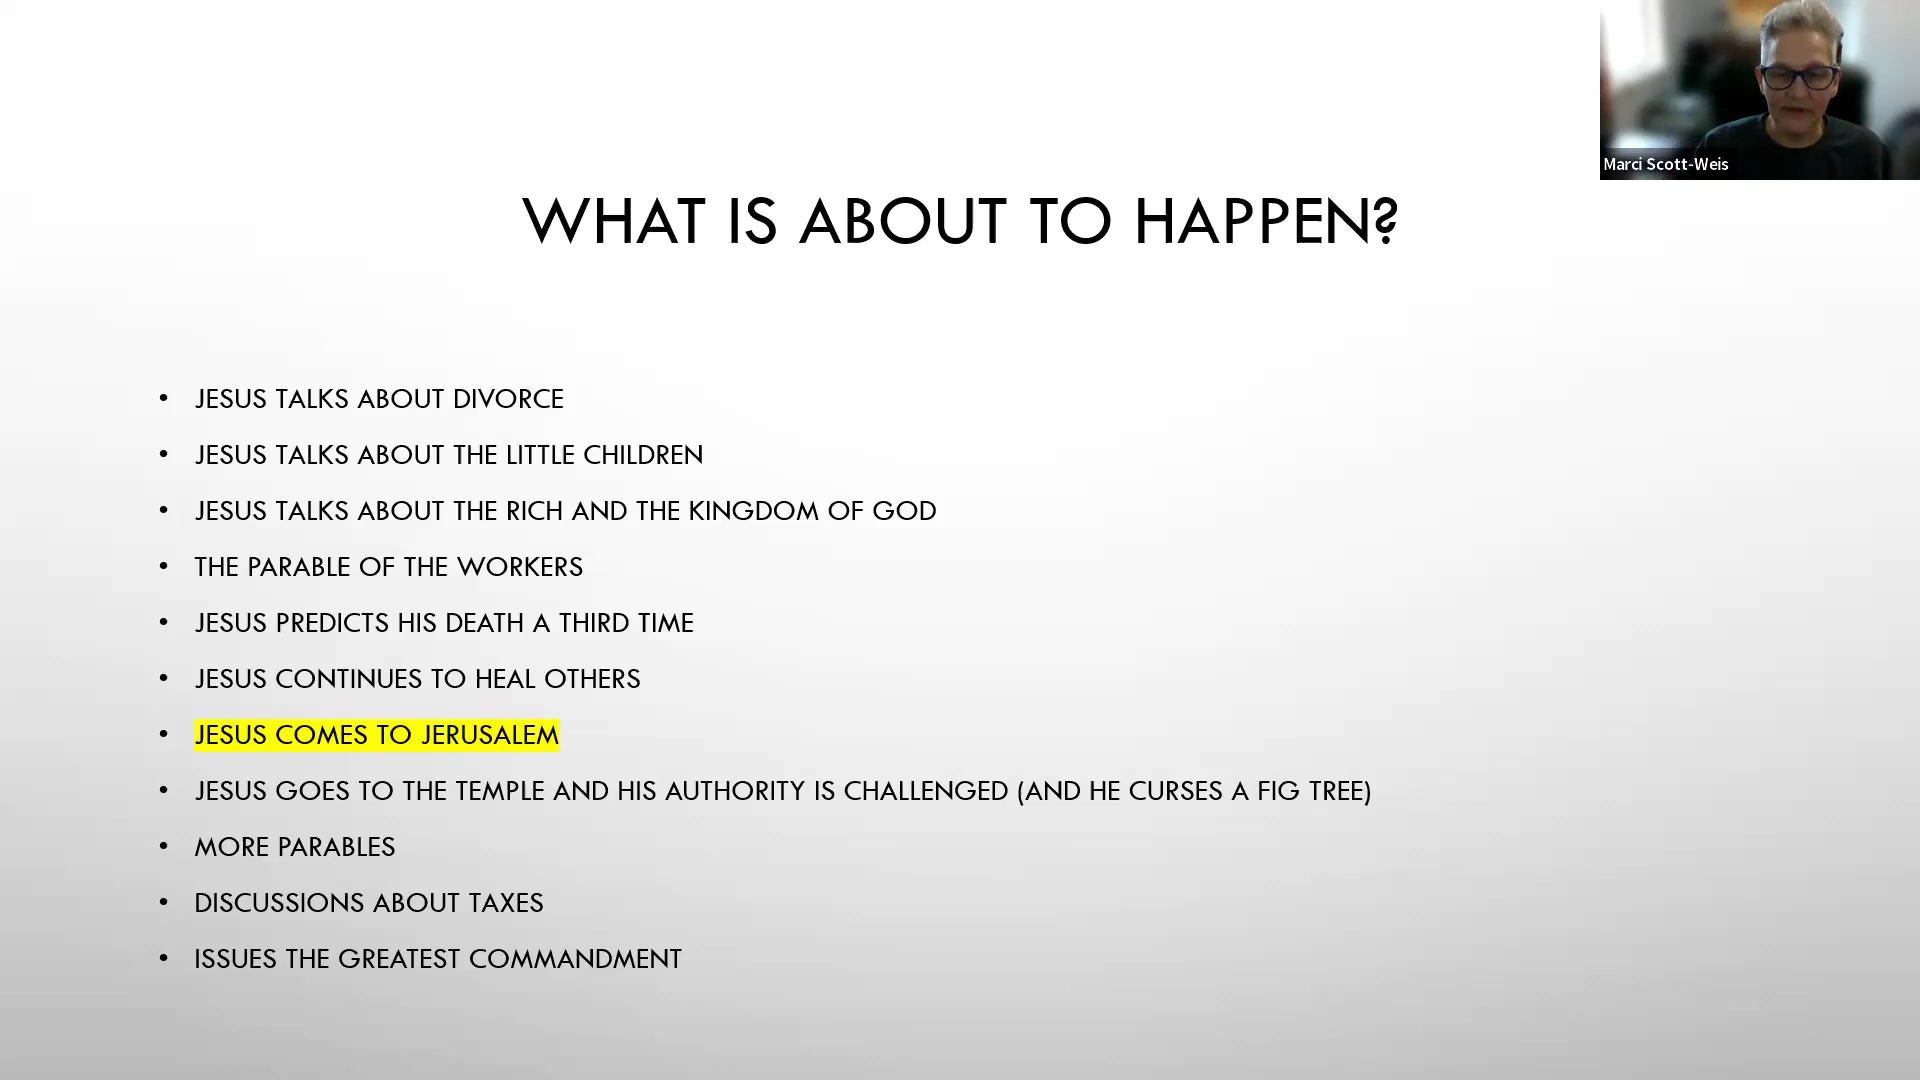 Marci Scott-Weis
WHAT IS ABOUT TO HAPPEN?
• JESUS TALKS ABOUT DIVORCE
• JESUS TALKS ABOUT THE LITTLE CHILDREN
• JESUS TALKS ABOUT THE RICH AND THE KINGDOM OF GOD
• THE PARABLE OF THE WORKERS
• JESUS PREDICTS HIS DEATH A THIRD TIME
• JESUS CONTINUES TO HEAL OTHERS
• JESUS COMES TO JERUSALEM
• JESUS GOES TO THE TEMPLE AND HIS AUTHORITY IS CHALLENGED (AND HE CURSES A FIG TREE)
• MORE PARABLES
• DISCUSSIONS ABOUT TAXES
• ISSUES THE GREATEST COMMANDMENT